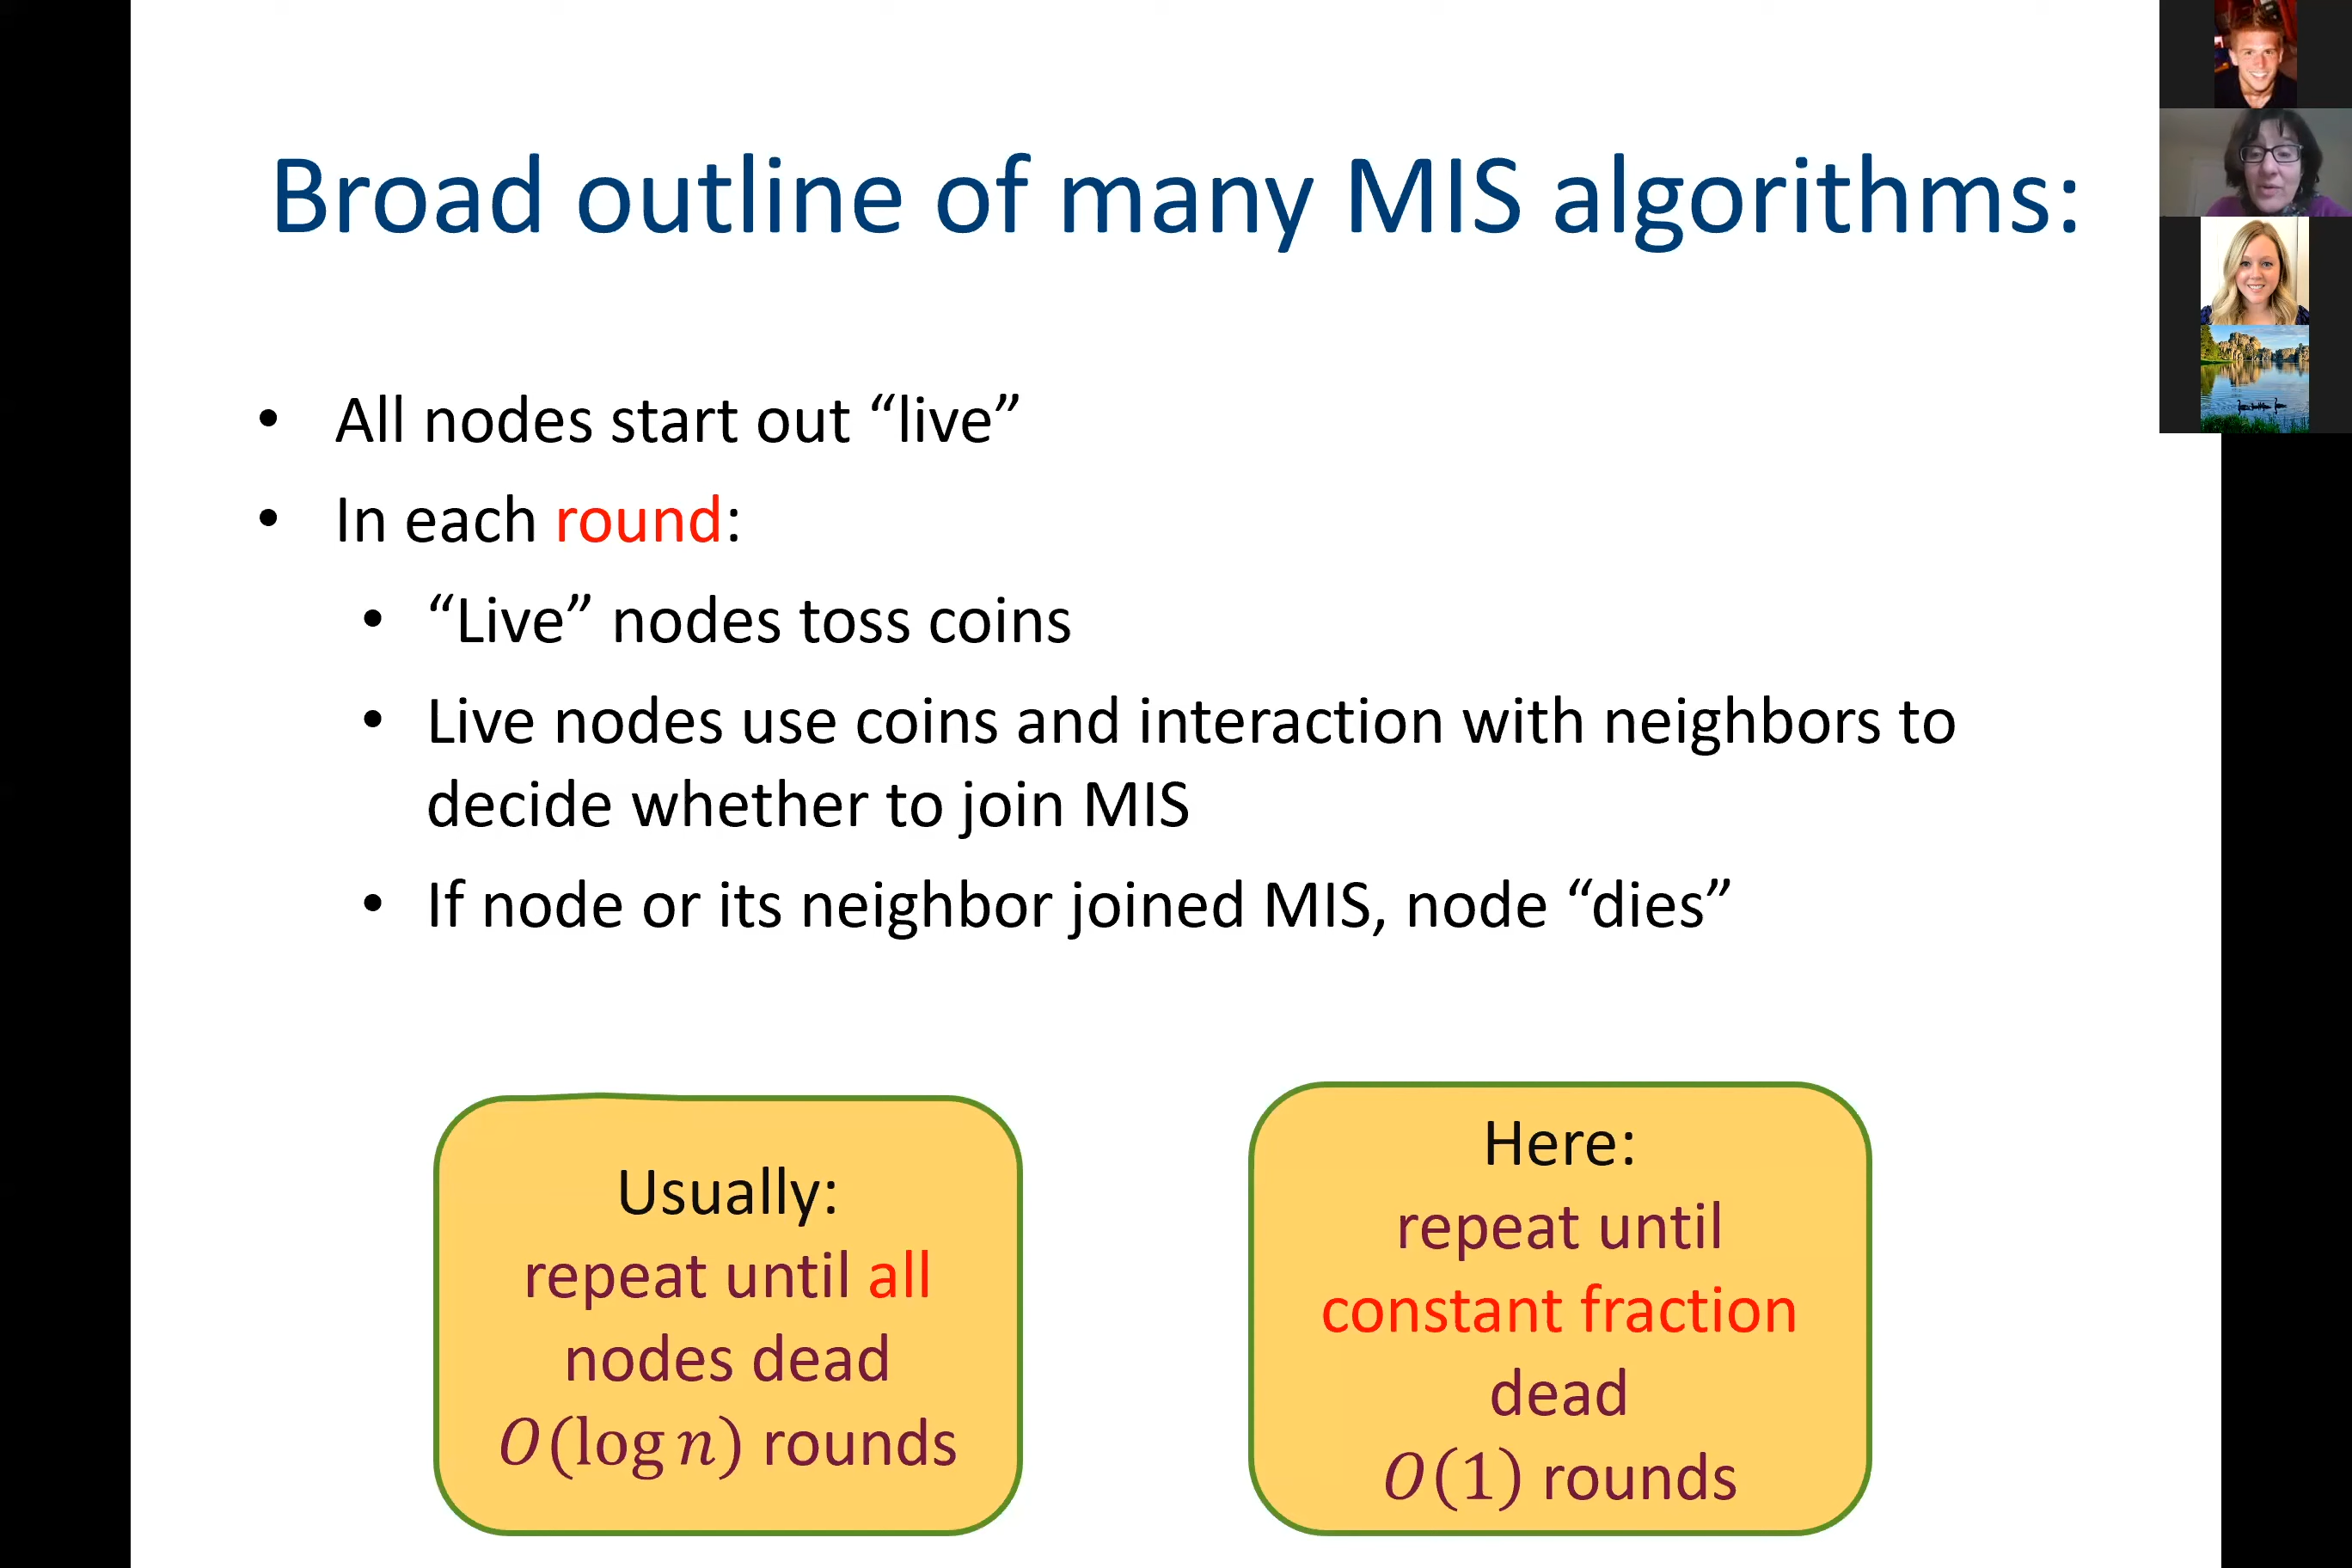 Broad outline of many MIS algorithms:
• All nodes start out “live”
• In each round:
• “Live” nodes toss coins
• Live nodes use coins and interaction with neighbors to
decide whether to join MIS
• If node or its neighbor joined MIS, node “dies”
Usually:
repeat until all
nodes dead
O(log n) rounds
Here:
repeat until
constant fraction
dead
O(1) rounds